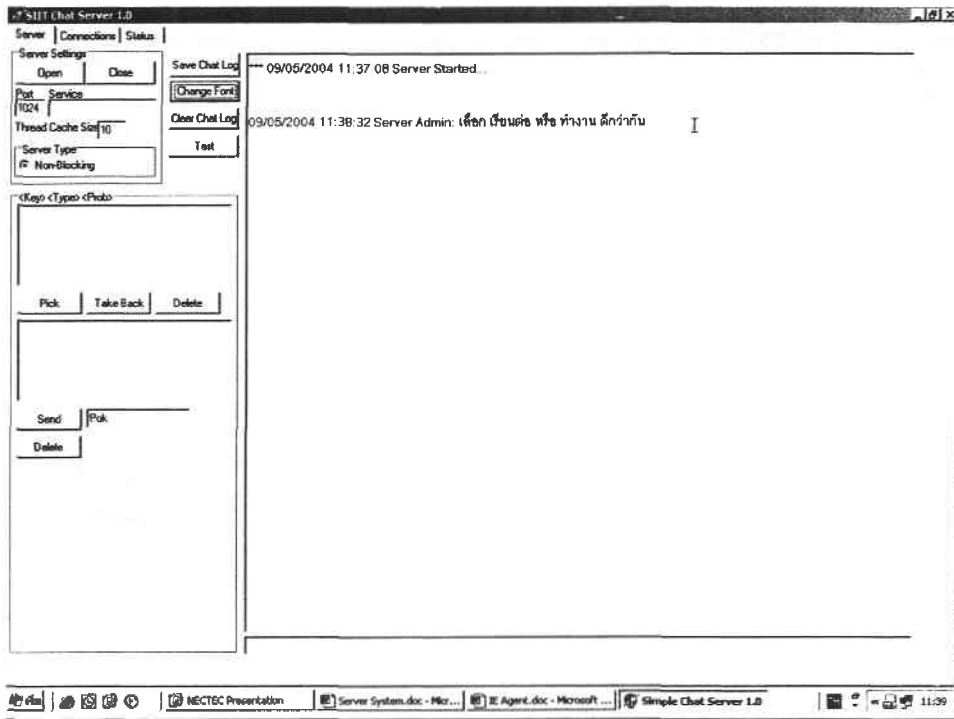 SIIT Chat Server 1.0
Server Connections Status
Server Settings
Open Close
Port Service
1024
Thread Cache Size 10
Server Type
Non-Blocking
Save Chat Log
Change Font
Clear Chat Log
Test
--- 09/05/2004 11:37 08 Server Started...
09/05/2004 11:38:32 Server Admin: เลือก เรียนต่อ หรือ ทำงาน ดีกว่ากัน
<Key> <Type> <Proto>
Pick Take Back Delete
Send Pok
Delete
NECTEC Presentation
Server System.doc - Micr...
IE Agent.doc - Microsoft ...
Simple Chat Server 1.0
11:39